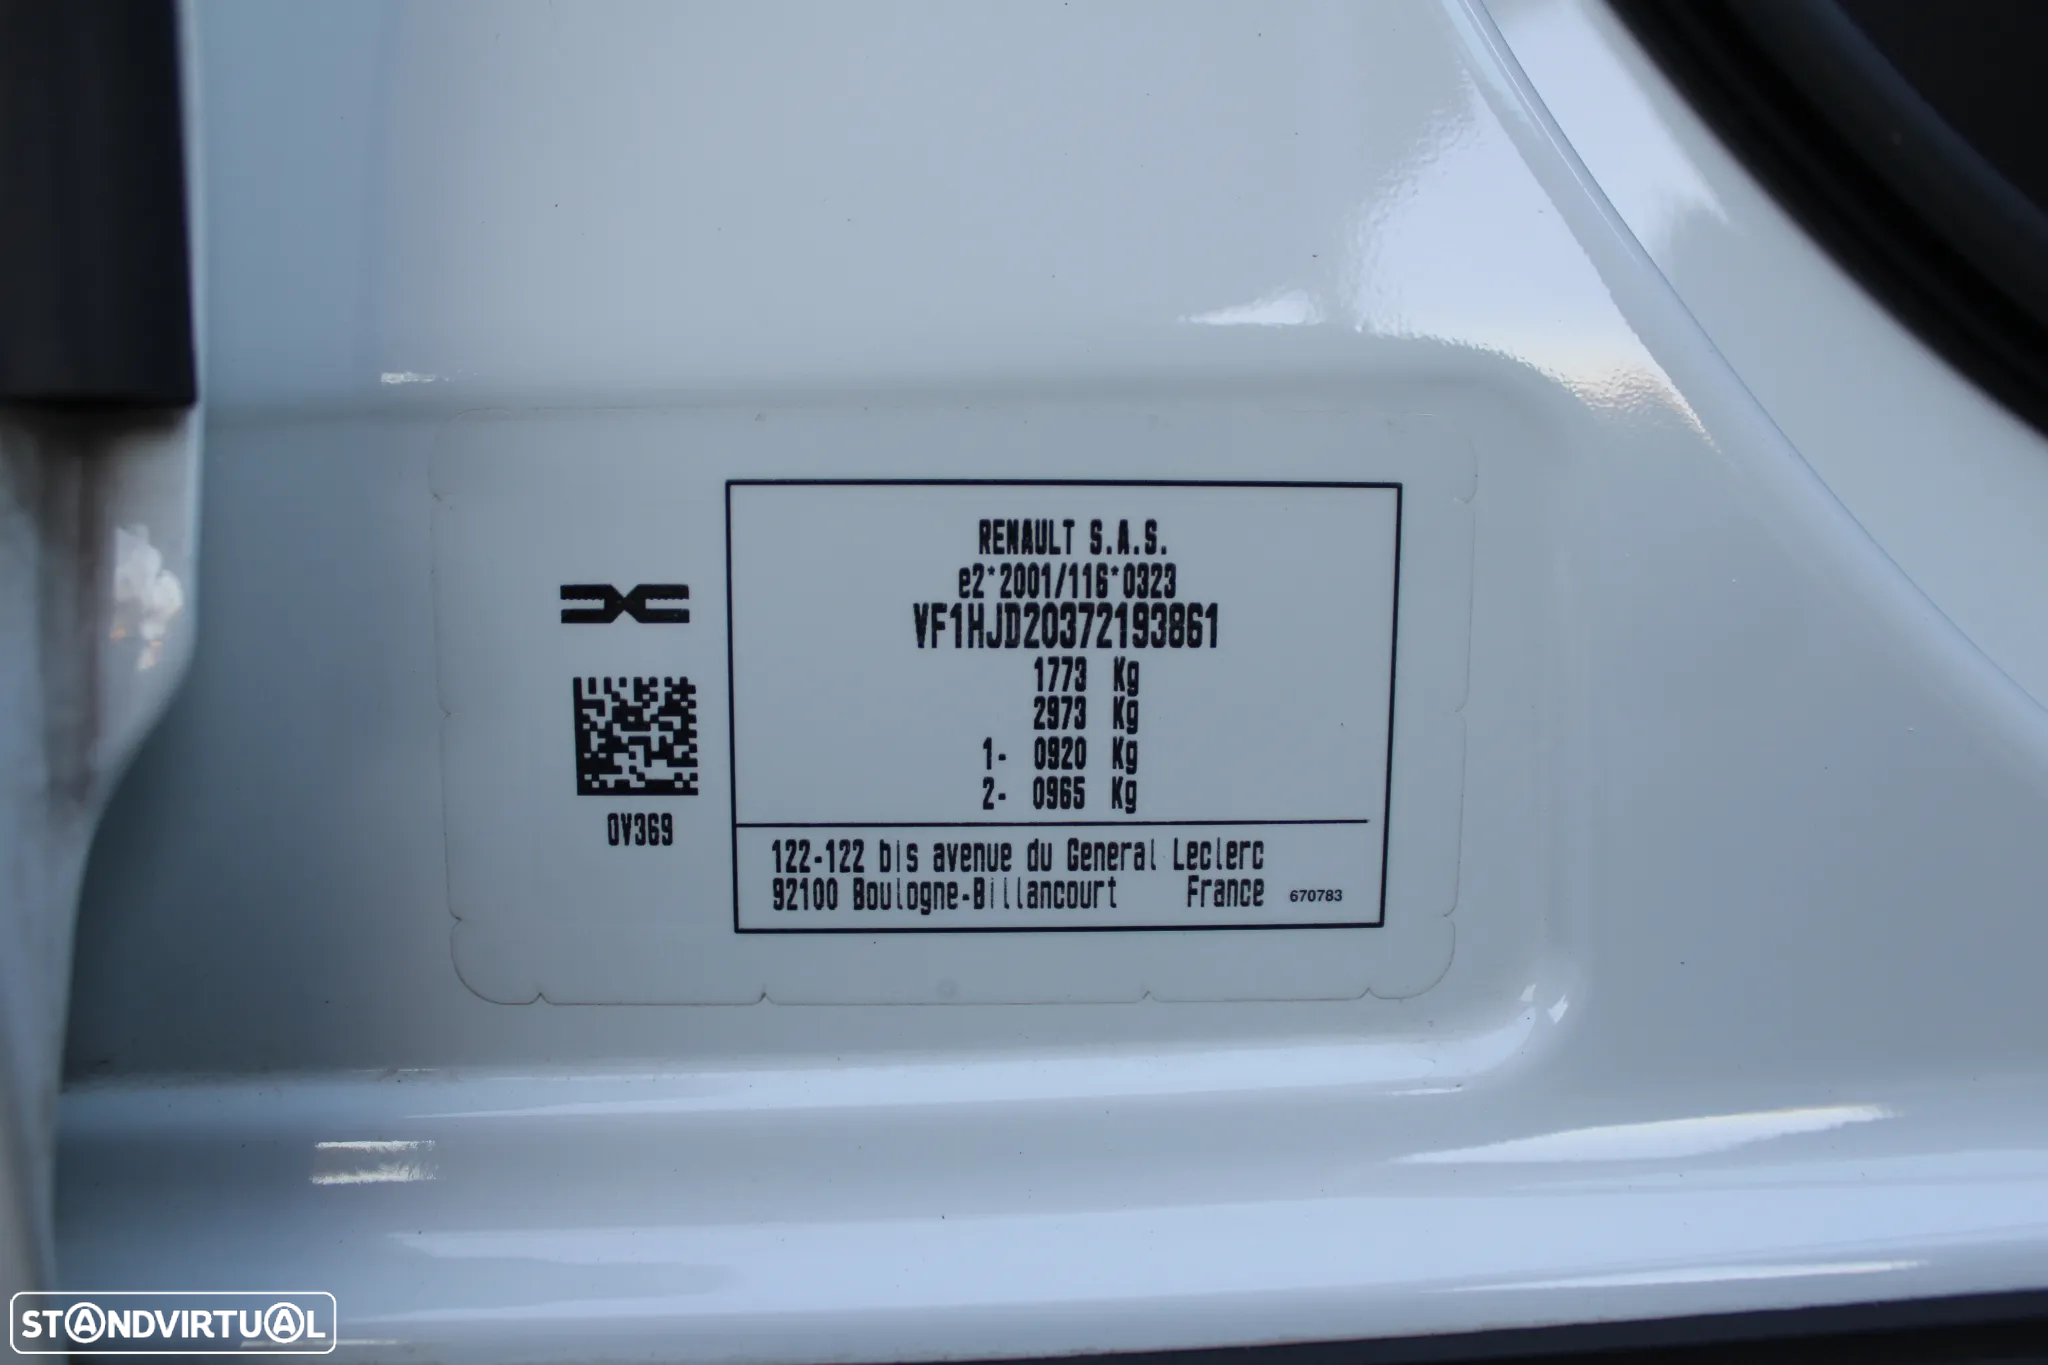 RENAULT S.A.S.
e2*2001/116*0323
VF1HJD20372193861
1773 Kg
2973 Kg
1- 0920 Kg
2- 0965 Kg
0V369
122-122 bis avenue du General Leclerc
92100 Boulogne-Billancourt France 670783
STANDVIRTUAL